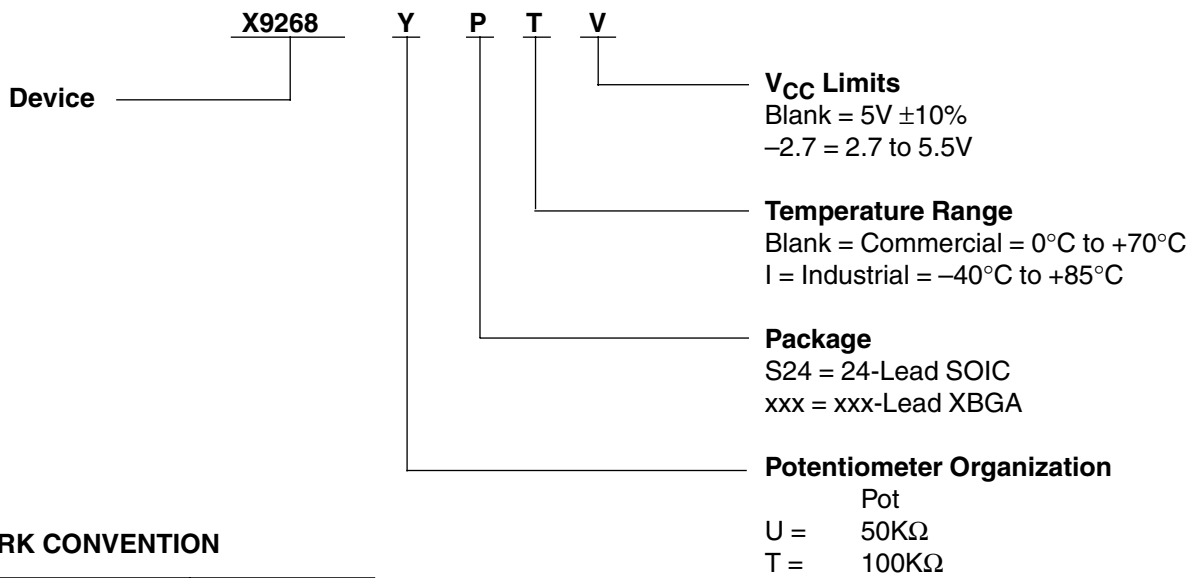 X9268 Y P T V
Device
V_CC Limits
Blank = 5V ±10%
–2.7 = 2.7 to 5.5V
Temperature Range
Blank = Commercial = 0°C to +70°C
I = Industrial = –40°C to +85°C
Package
S24 = 24-Lead SOIC
xxx = xxx-Lead XBGA
Potentiometer Organization
Pot
U = 50KΩ
T = 100KΩ
RK CONVENTION